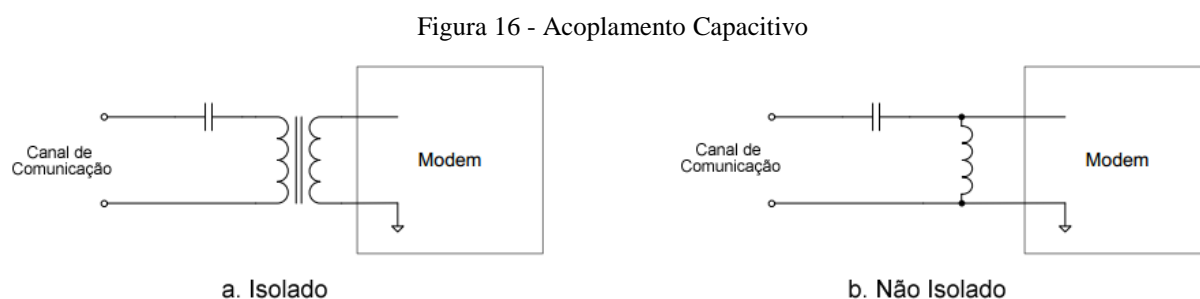 Figura 16 - Acoplamento Capacitivo
Canal de
Comunicação
Modem
a. Isolado
Canal de
Comunicação
Modem
b. Não Isolado